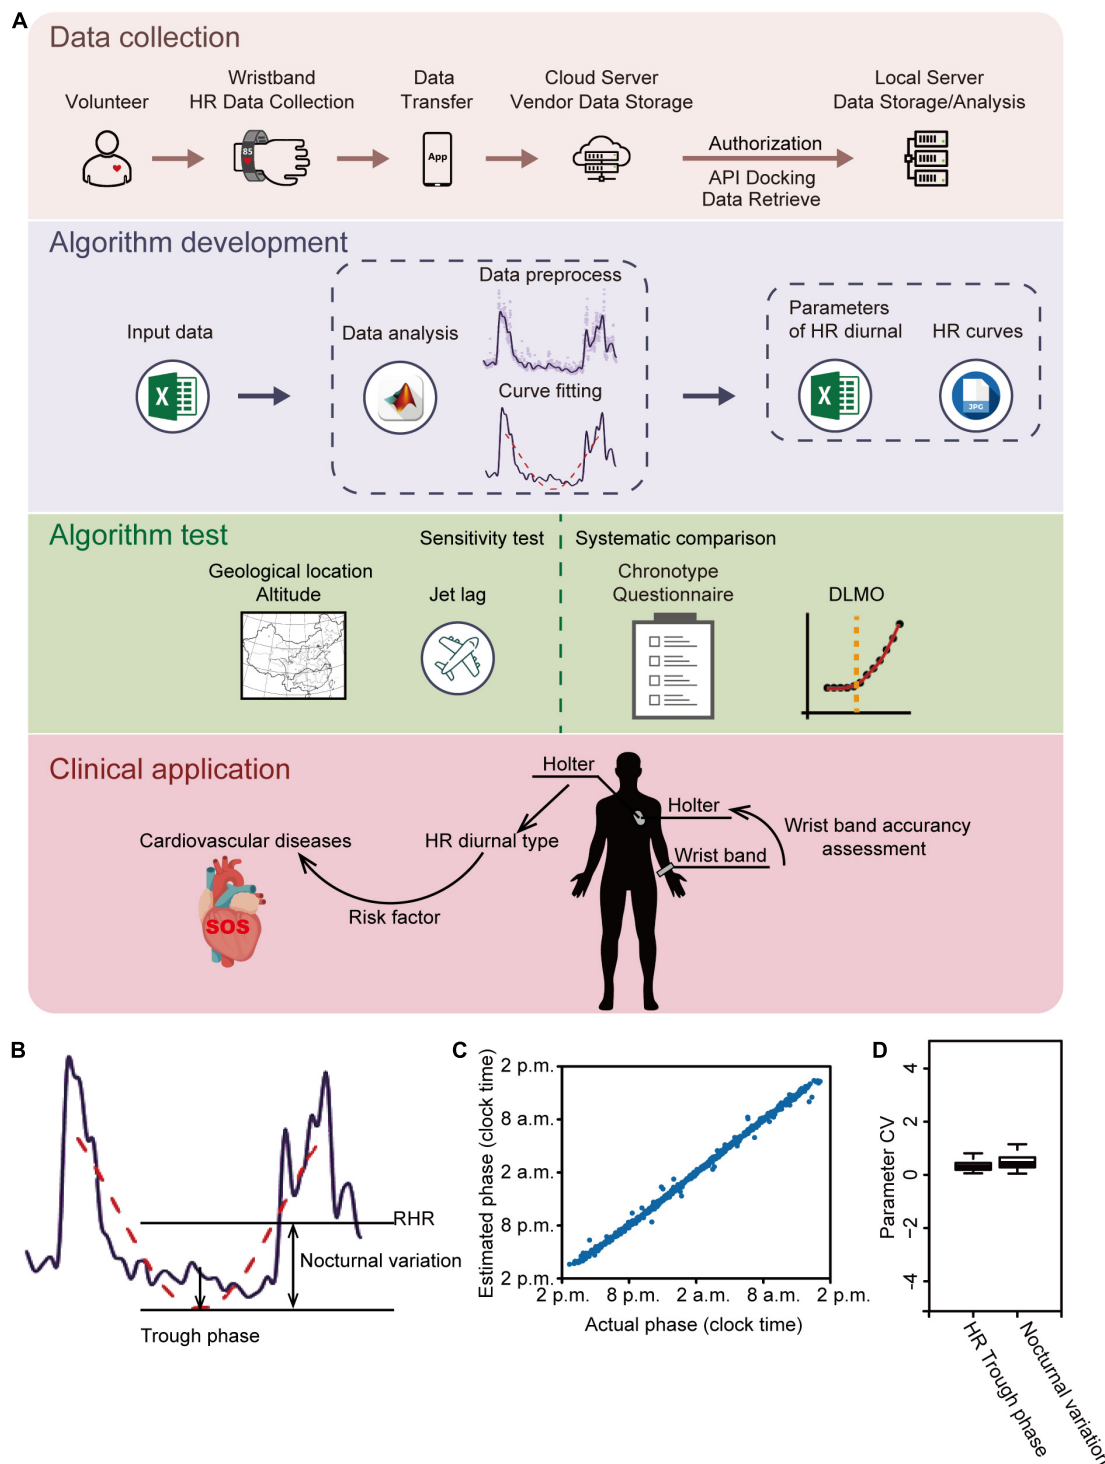 A
Data collection
Volunteer
Wristband
HR Data Collection
Data
Transfer
Cloud Server
Vendor Data Storage
Local Server
Data Storage/Analysis
85
App
Authorization
API Docking
Data Retrieve
Algorithm development
Input data
X
Data analysis
Data preprocess
Curve fitting
Parameters
of HR diurnal
HR curves
X
JPG
Algorithm test
Sensitivity test
Systematic comparison
Geological location
Altitude
Jet lag
Chronotype
Questionnaire
DLMO
Clinical application
Holter
Holter
Wrist band
Wrist band accurancy
assessment
HR diurnal type
Cardiovascular diseases
SOS
Risk factor
B
RHR
Nocturnal variation
Trough phase
C
Estimated phase (clock time)
2 p.m.
8 a.m.
2 a.m.
8 p.m.
2 p.m.
2 p.m.
8 p.m.
2 a.m.
8 a.m.
2 p.m.
Actual phase (clock time)
D
Parameter CV
4
2
0
-2
-4
HR Trough phase
Nocturnal variation